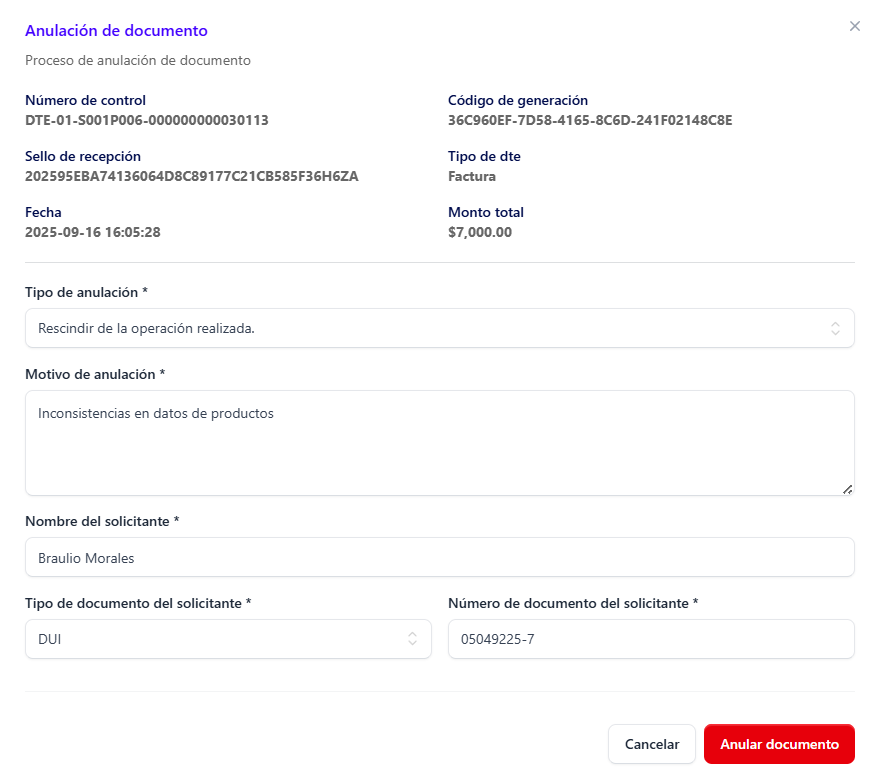 Anulación de documento
Proceso de anulación de documento
Número de control
DTE-01-S001P006-000000000030113
Código de generación
36C960EF-7D58-4165-8C6D-241F02148C8E
Sello de recepción
202595EBA74136064D8C89177C21CB585F36H6ZA
Tipo de dte
Factura
Fecha
2025-09-16 16:05:28
Monto total
$7,000.00
Tipo de anulación *
Rescindir de la operación realizada.
Motivo de anulación *
Inconsistencias en datos de productos
Nombre del solicitante *
Braulio Morales
Tipo de documento del solicitante *
DUI
Número de documento del solicitante *
05049225-7
Cancelar
Anular documento